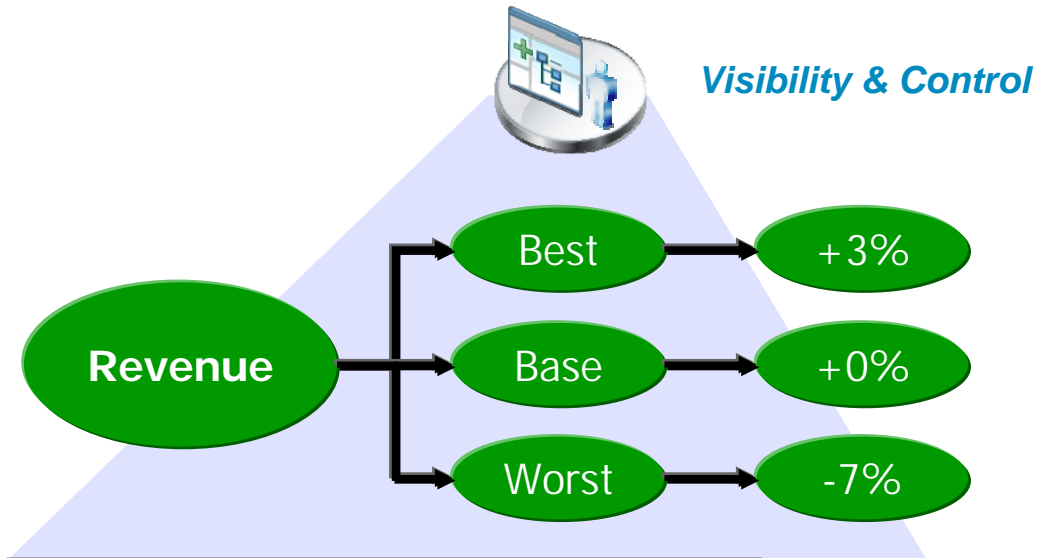 Visibility & Control
Best
+3%
Revenue
Base
+0%
Worst
-7%